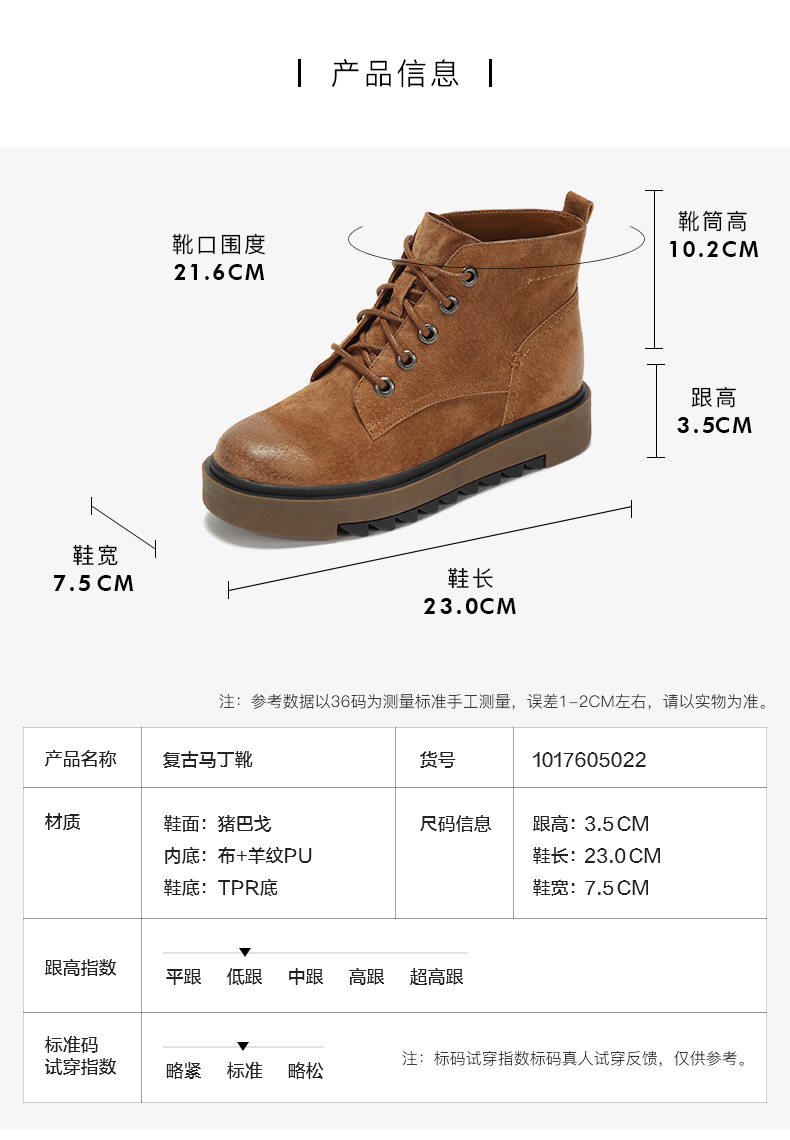 产品信息
靴口围度
21.6CM
靴筒高
10.2CM
跟高
3.5CM
鞋宽
7.5CM
鞋长
23.0CM
注：参考数据以36码为测量标准手工测量，误差1-2CM左右，请以实物为准。
产品名称 复古马丁靴 货号 1017605022
材质 鞋面：猪巴戈 尺码信息 跟高：3.5CM
内底：布+羊纹PU 鞋长：23.0CM
鞋底：TPR底 鞋宽：7.5CM
跟高指数
平跟 低跟 中跟 高跟 超高跟
标准码
试穿指数
略紧 标准 略松
注：标码试穿指数标码真人试穿反馈，仅供参考。